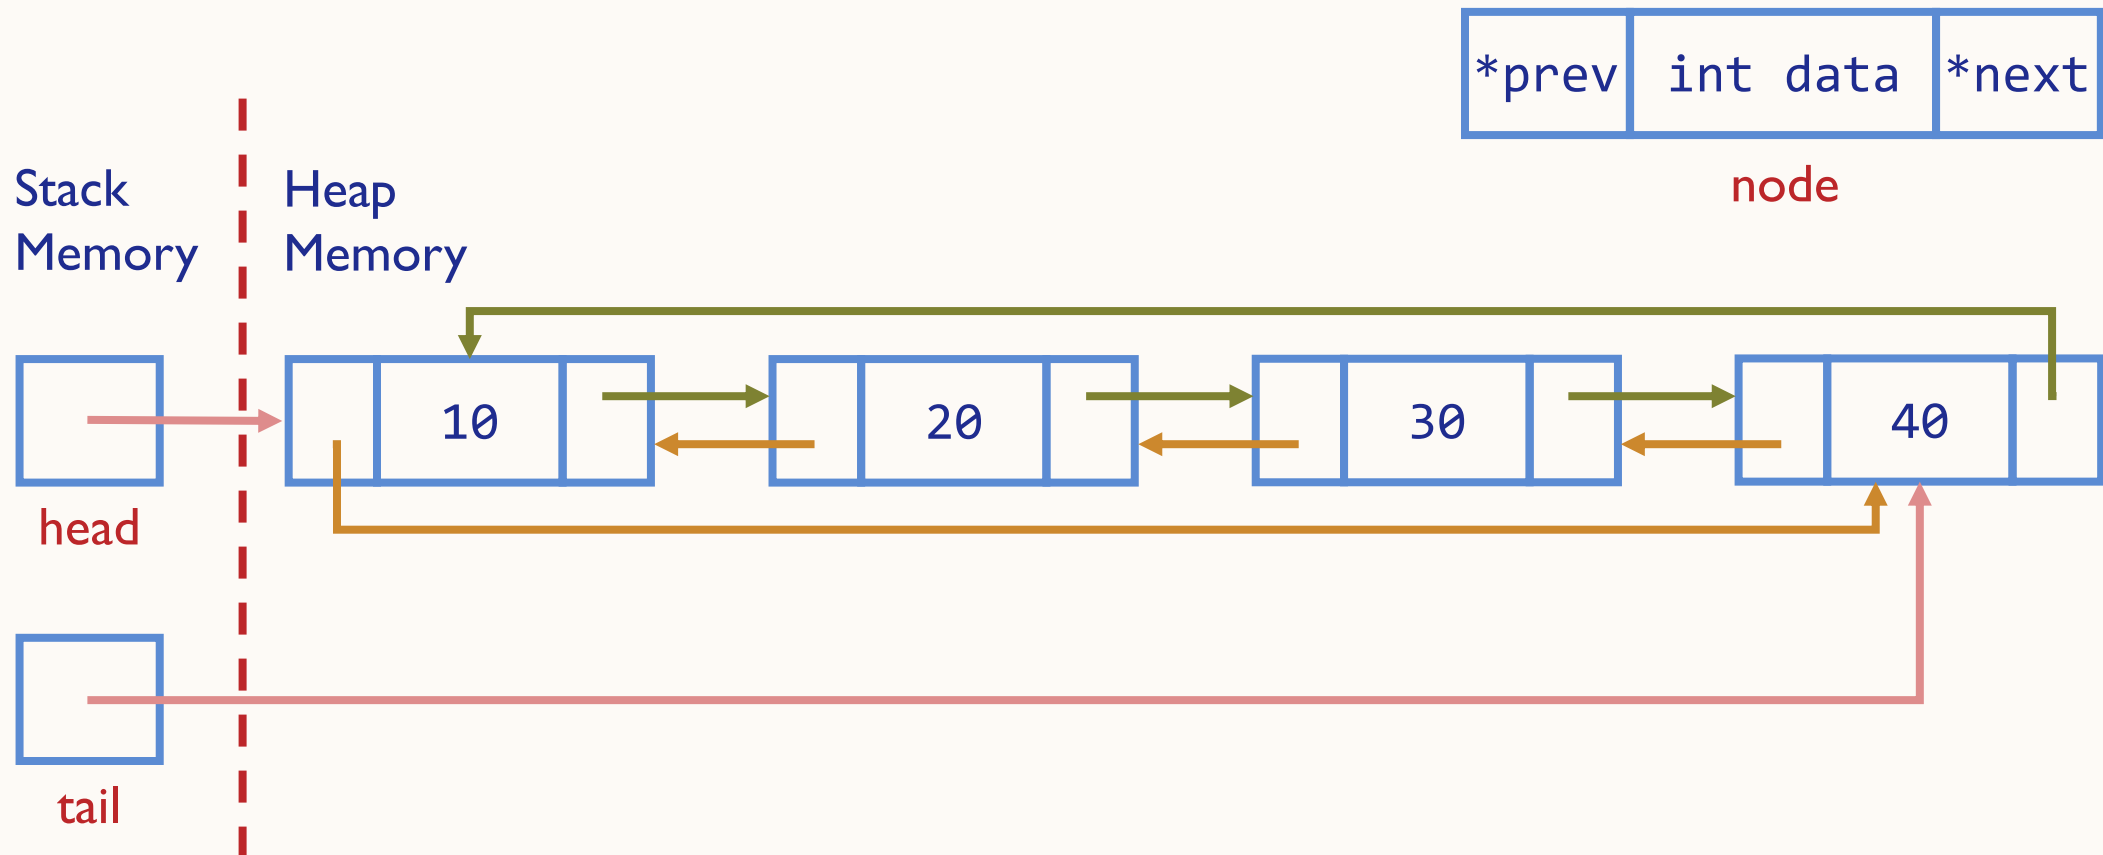 *prev int data *next
node
Stack
Memory
Heap
Memory
10 20 30 40
head
tail